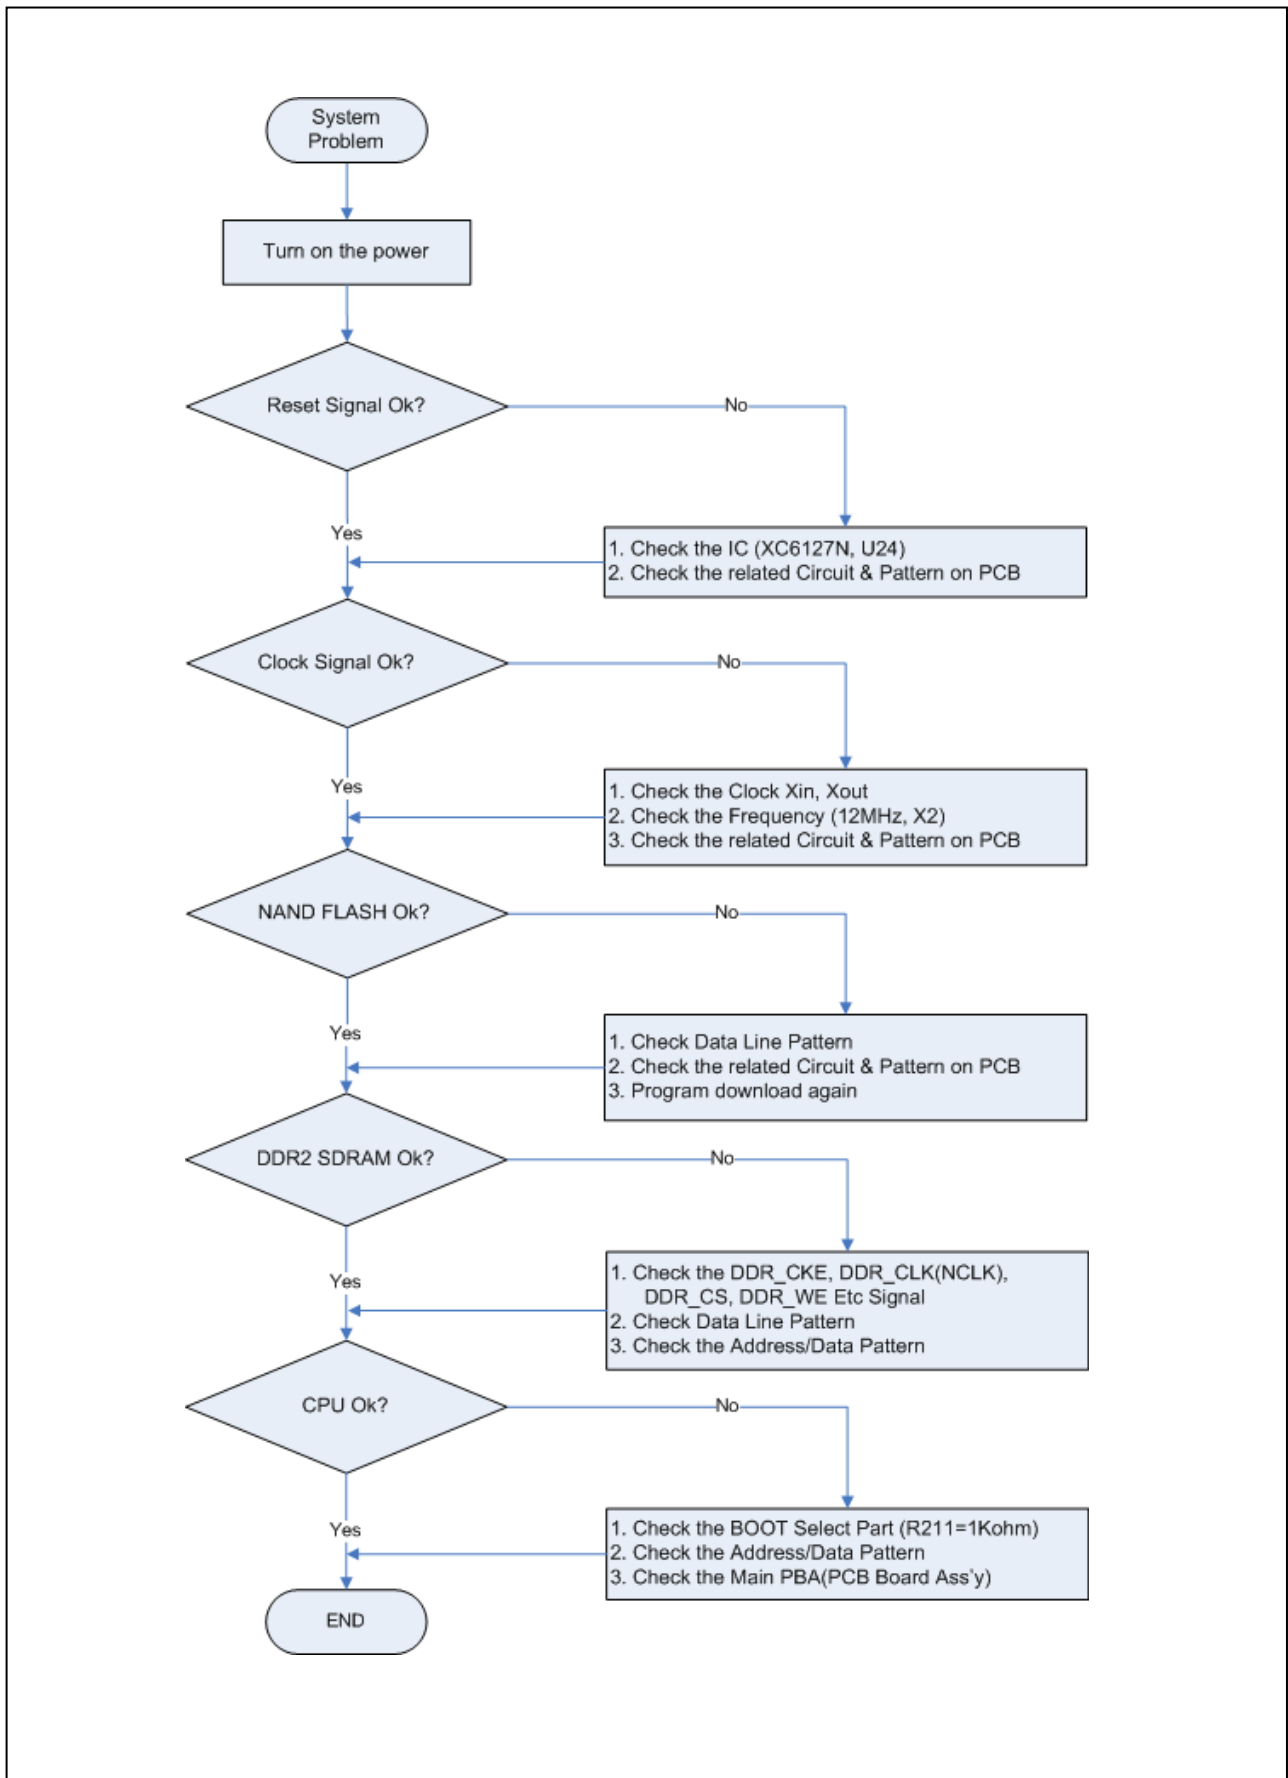 System
Problem
Turn on the power
Reset Signal Ok?
No
Yes
1. Check the IC (XC6127N, U24)
2. Check the related Circuit & Pattern on PCB
Clock Signal Ok?
No
Yes
1. Check the Clock Xin, Xout
2. Check the Frequency (12MHz, X2)
3. Check the related Circuit & Pattern on PCB
NAND FLASH Ok?
No
Yes
1. Check Data Line Pattern
2. Check the related Circuit & Pattern on PCB
3. Program download again
DDR2 SDRAM Ok?
No
Yes
1. Check the DDR_CKE, DDR_CLK(NCLK),
DDR_CS, DDR_WE Etc Signal
2. Check Data Line Pattern
3. Check the Address/Data Pattern
CPU Ok?
No
Yes
1. Check the BOOT Select Part (R211=1Kohm)
2. Check the Address/Data Pattern
3. Check the Main PBA(PCB Board Ass`y)
END